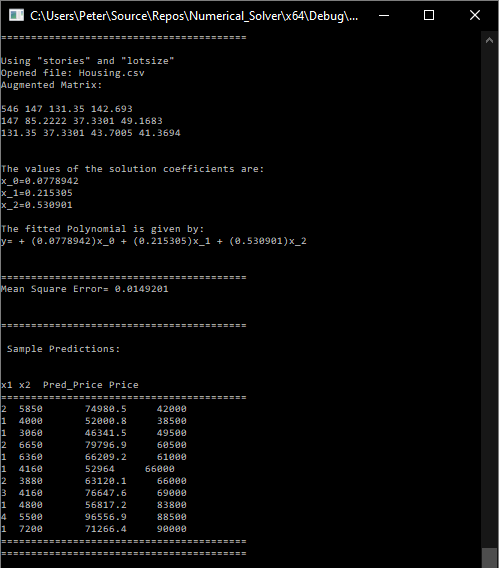 C:\Users\Peter\Source\Repos\Numerical_Solver\x64\Debug\...
=========================================
Using "stories" and "lotsize"
Opened file: Housing.csv
Augmented Matrix:
546 147 131.35 142.693
147 85.2222 37.3301 49.1683
131.35 37.3301 43.7005 41.3694
The values of the solution coefficients are:
x_0=0.0778942
x_1=0.215305
x_2=0.530901
The fitted Polynomial is given by:
y= + (0.0778942)x_0 + (0.215305)x_1 + (0.530901)x_2
=========================================
Mean Square Error= 0.0149201
=========================================
Sample Predictions:
x1 x2  Pred_Price Price
=========================================
2  5850       74980.5     42000
1  4000       52000.8     38500
1  3060       46341.5     49500
2  6650       79796.9     60500
1  6360       66209.2     61000
1  4160       52964     66000
2  3880       63120.1     66000
3  4160       76647.6     69000
1  4800       56817.2     83800
4  5500       96556.9     88500
1  7200       71266.4     90000
=========================================
=========================================